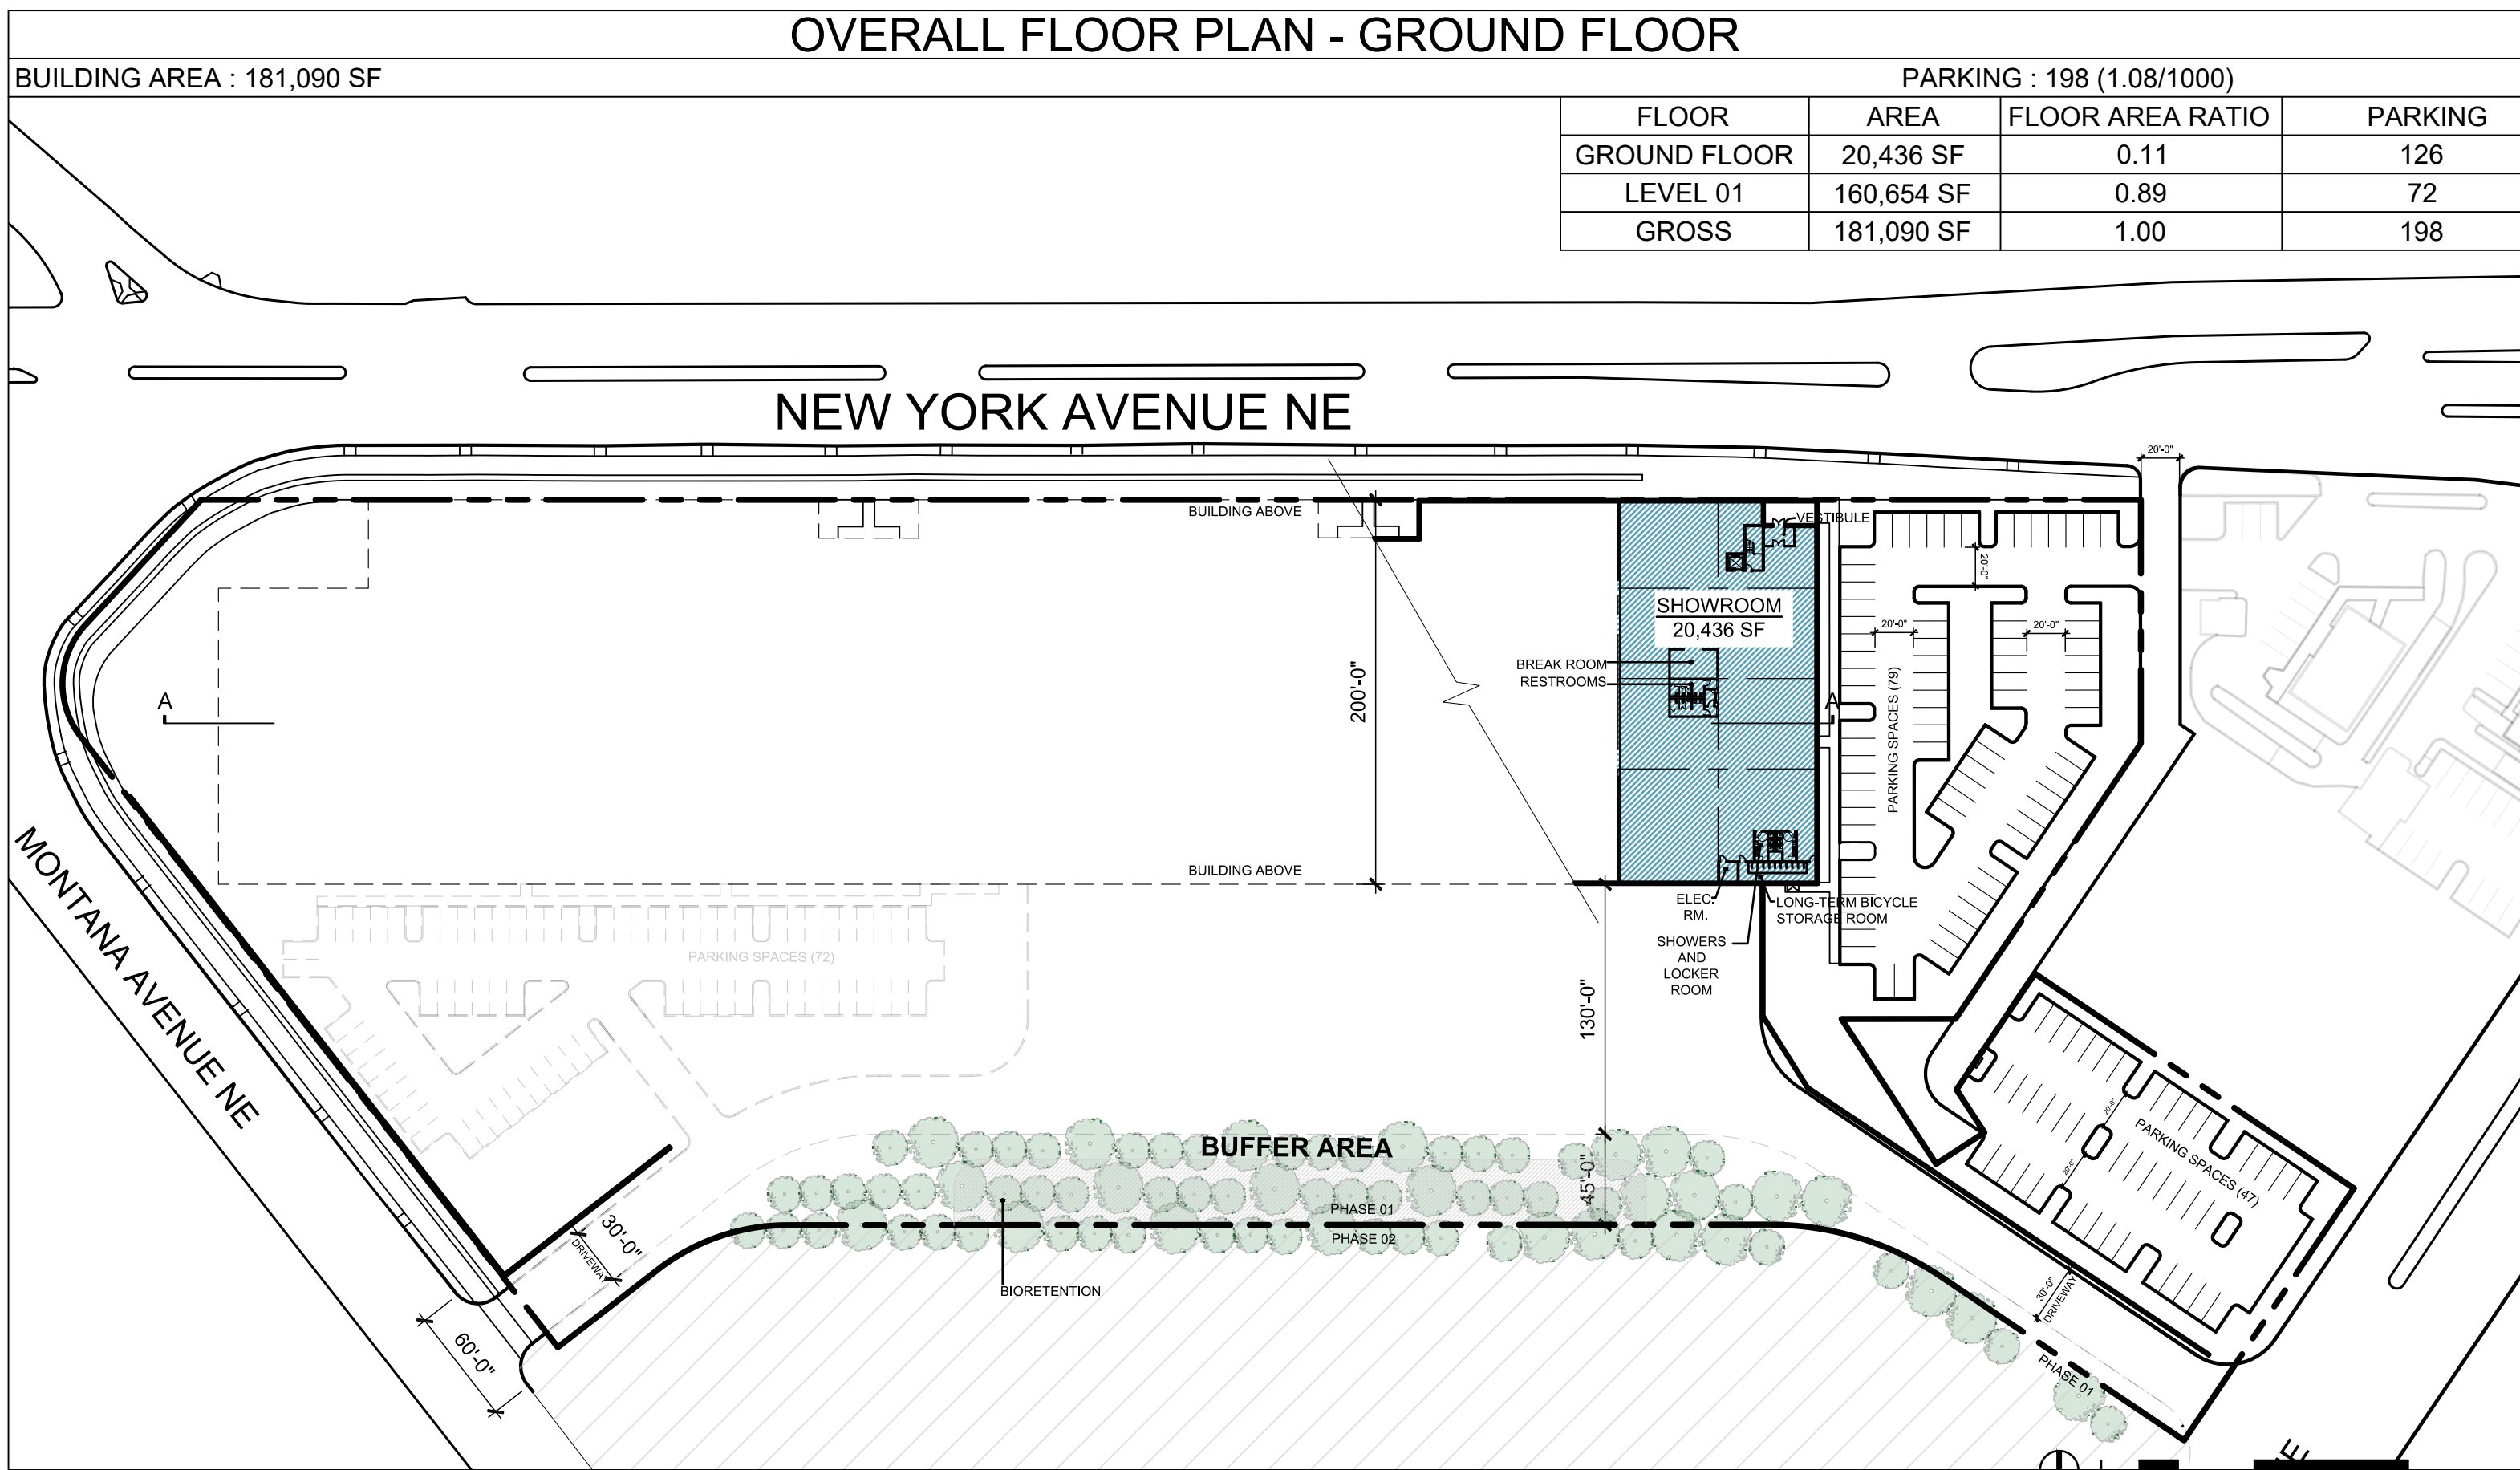 OVERALL FLOOR PLAN - GROUND FLOOR
BUILDING AREA : 181,090 SF
PARKING : 198 (1.08/1000)
FLOOR AREA FLOOR AREA RATIO PARKING
GROUND FLOOR 20,436 SF 0.11 126
LEVEL 01 160,654 SF 0.89 72
GROSS 181,090 SF 1.00 198
NEW YORK AVENUE NE
20'-0"
BUILDING ABOVE
VESTIBULE
20'-0"
SHOWROOM
20,436 SF
20'-0"
20'-0"
BREAK ROOM
RESTROOMS
200'-0"
A
A
PARKING SPACES (79)
MONTANA AVENUE NE
BUILDING ABOVE
ELEC.
RM.
LONG-TERM BICYCLE
STORAGE ROOM
SHOWERS
AND
LOCKER
ROOM
PARKING SPACES (72)
130'-0"
20'-0"
PARKING SPACES (47)
20'-0"
BUFFER AREA
45'-0"
PHASE 01
PHASE 02
30'-0"
DRIVEWAY
BIORETENTION
30'-0"
DRIVEWAY
60'-0"
PHASE 01